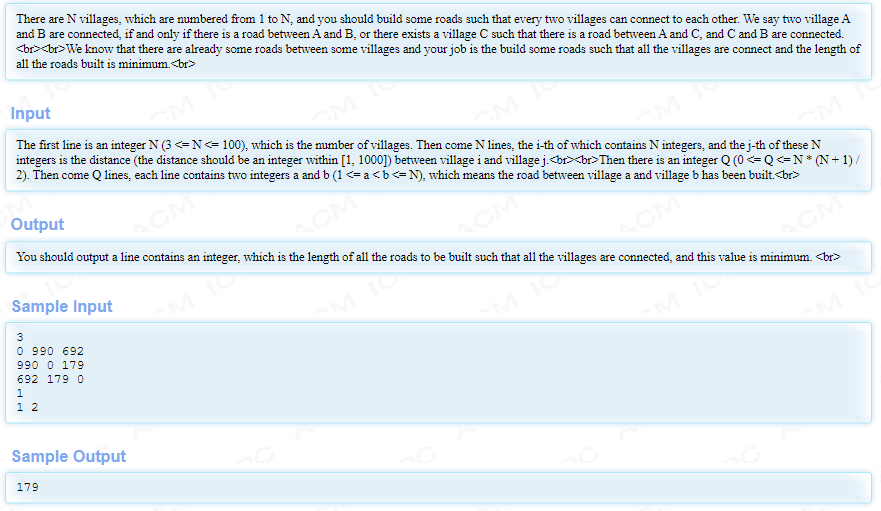 There are N villages, which are numbered from 1 to N, and you should build some roads such that every two villages can connect to each other. We say two village A
and B are connected, if and only if there is a road between A and B, or there exists a village C such that there is a road between A and C, and C and B are connected.
<br><br>We know that there are already some roads between some villages and your job is the build some roads such that all the villages are connect and the length of
all the roads built is minimum.<br>
Input
The first line is an integer N (3 <= N <= 100), which is the number of villages. Then come N lines, the i-th of which contains N integers, and the j-th of these N
integers is the distance (the distance should be an integer within [1, 1000]) between village i and village j.<br><br>Then there is an integer Q (0 <= Q <= N * (N + 1) /
2). Then come Q lines, each line contains two integers a and b (1 <= a < b <= N), which means the road between village a and village b has been built.<br>
Output
You should output a line contains an integer, which is the length of all the roads to be built such that all the villages are connected, and this value is minimum. <br>
Sample Input
3
0 990 692
990 0 179
692 179 0
1
1 2
Sample Output
179